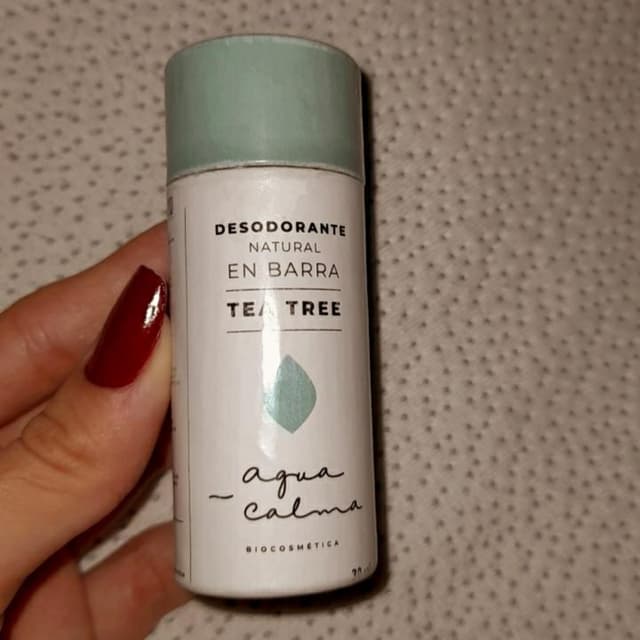 DESODORANTE
NATURAL
EN BARRA
TEA TREE
agua
calma
BIOCOSMÉTICA